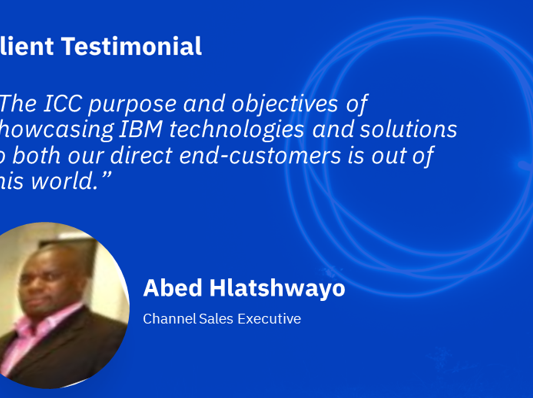 lient Testimonial
The ICC purpose and objectives of
howcasing IBM technologies and solutions
o both our direct end-customers is out of
his world.”
Abed Hlatshwayo
Channel Sales Executive